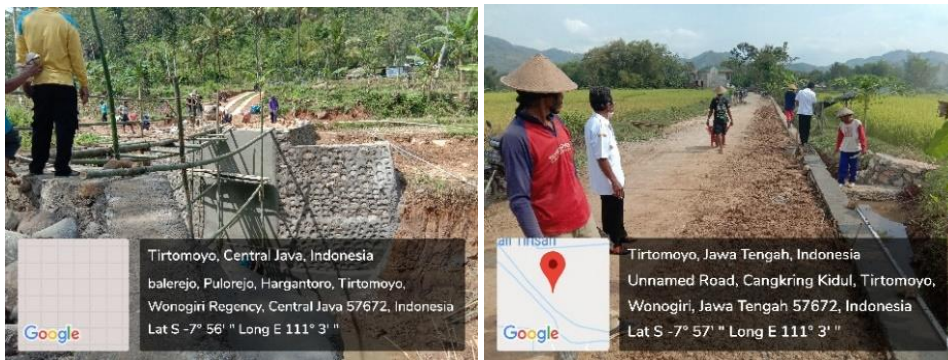 Tirtomoyo, Central Java, Indonesia
balerejo, Pulorejo, Hargantoro, Tirtomoyo,
Wonogiri Regency, Central Java 57672, Indonesia
Lat S -7° 56' " Long E 111° 3' "
Google
Tirtomoyo, Jawa Tengah, Indonesia
Unnamed Road, Cangkring Kidul, Tirtomoyo,
Wonogiri, Jawa Tengah 57672, Indonesia
Lat S -7° 57' " Long E 111° 3' "
Google